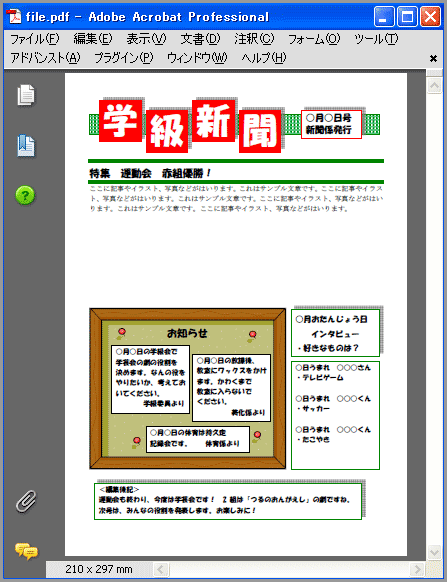 file.pdf - Adobe Acrobat Professional
ファイル(F) 編集(E) 表示(V) 文書(D) 注釈(C) フォーム(O) ツール(T)
アドバンスト(A) プラグイン(P) ウィンドウ(W) ヘルプ(H)
学級新聞
○月○日号
新聞係発行
特集 運動会 赤組優勝！
ここに記事やイラスト、写真などがはいります。これはサンプル文章です。ここに記事やイラス
ト、写真などがはいります。これはサンプル文章です。ここに記事やイラスト、写真などがはい
ります。これはサンプル文章です。ここに記事やイラスト、写真などがはいります。
お知らせ
○月○日の学級会で
学芸会の劇の役割を
決めます。なんの役を
やりたいか、考えてお
いてください。
学級委員より
○月○日の放課後、
教室にワックスをかけ
ます。かわくまで
教室に入らないで
ください。
美化係より
○月○日の体育は持久走
記録会です。 体育係より
○月おたんじょう日
インタビュー
・好きなものは？
○日うまれ ○○○さん
・テレビゲーム
○日うまれ ○○○くん
・サッカー
○日うまれ ○○○くん
・たこやき
＜編集後記＞
運動会も終わり、今度は学芸会です！ 2組は「つるのおんがえし」の劇ですね。
次号は、みんなの役割を発表します。お楽しみに！
210 x 297 mm